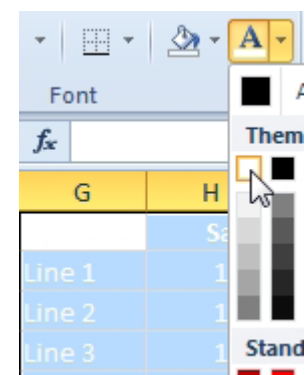 A
Font
A
fx
Them
G H
Sa
Line 1 1
Line 2 1
Line 3 1
Stand